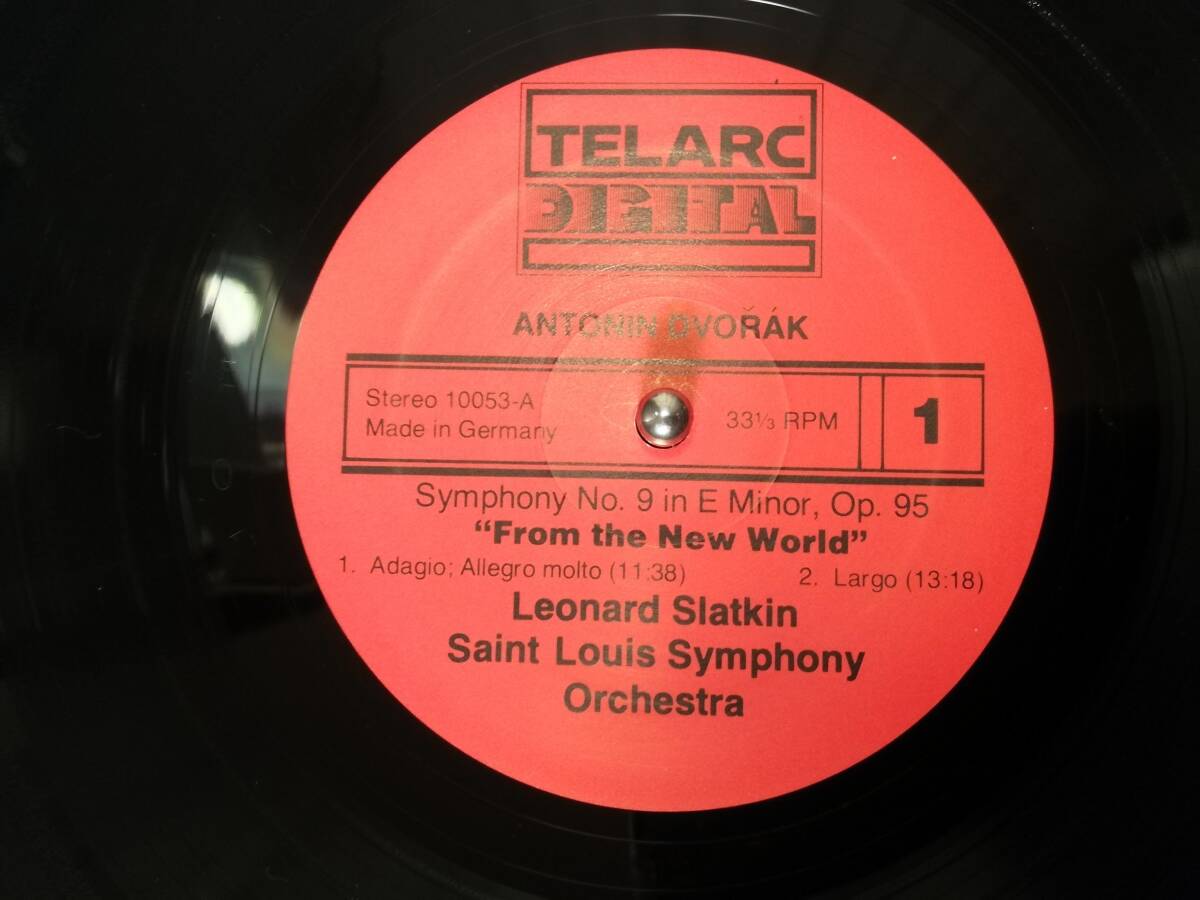 TELARC
DIGITAL
ANTONIN DVOŘÁK
Stereo 10053-A
Made in Germany
33⅓ RPM
1
Symphony No. 9 in E Minor, Op. 95
“From the New World”
1. Adagio; Allegro molto (11:38) 2. Largo (13:18)
Leonard Slatkin
Saint Louis Symphony
Orchestra